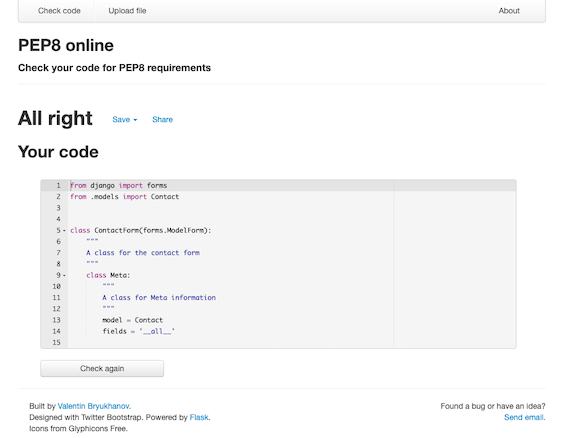 Check code Upload file About
PEP8 online
Check your code for PEP8 requirements
All right Save Share
Your code
1 from django import forms
2 from .models import Contact
3
4
5 class ContactForm(forms.ModelForm):
6 """
7 A class for the contact form
8 """
9 class Meta:
10 """
11 A class for Meta information
12 """
13 model = Contact
14 fields = '__all__'
15
Check again
Built by Valentin Bryukhanov. Found a bug or have an idea?
Designed with Twitter Bootstrap. Powered by Flask. Send email.
Icons from Glyphicons Free.